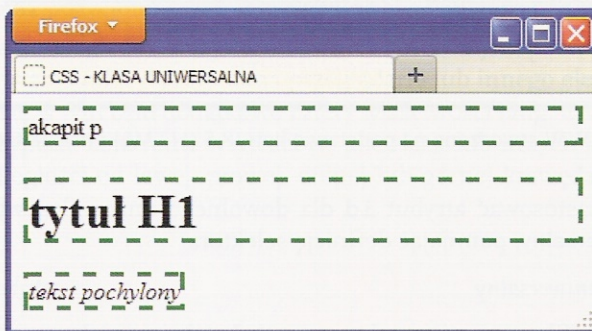 Firefox
CSS - KLASA UNIWERSALNA
akapit p
tytuł H1
tekst pochylony